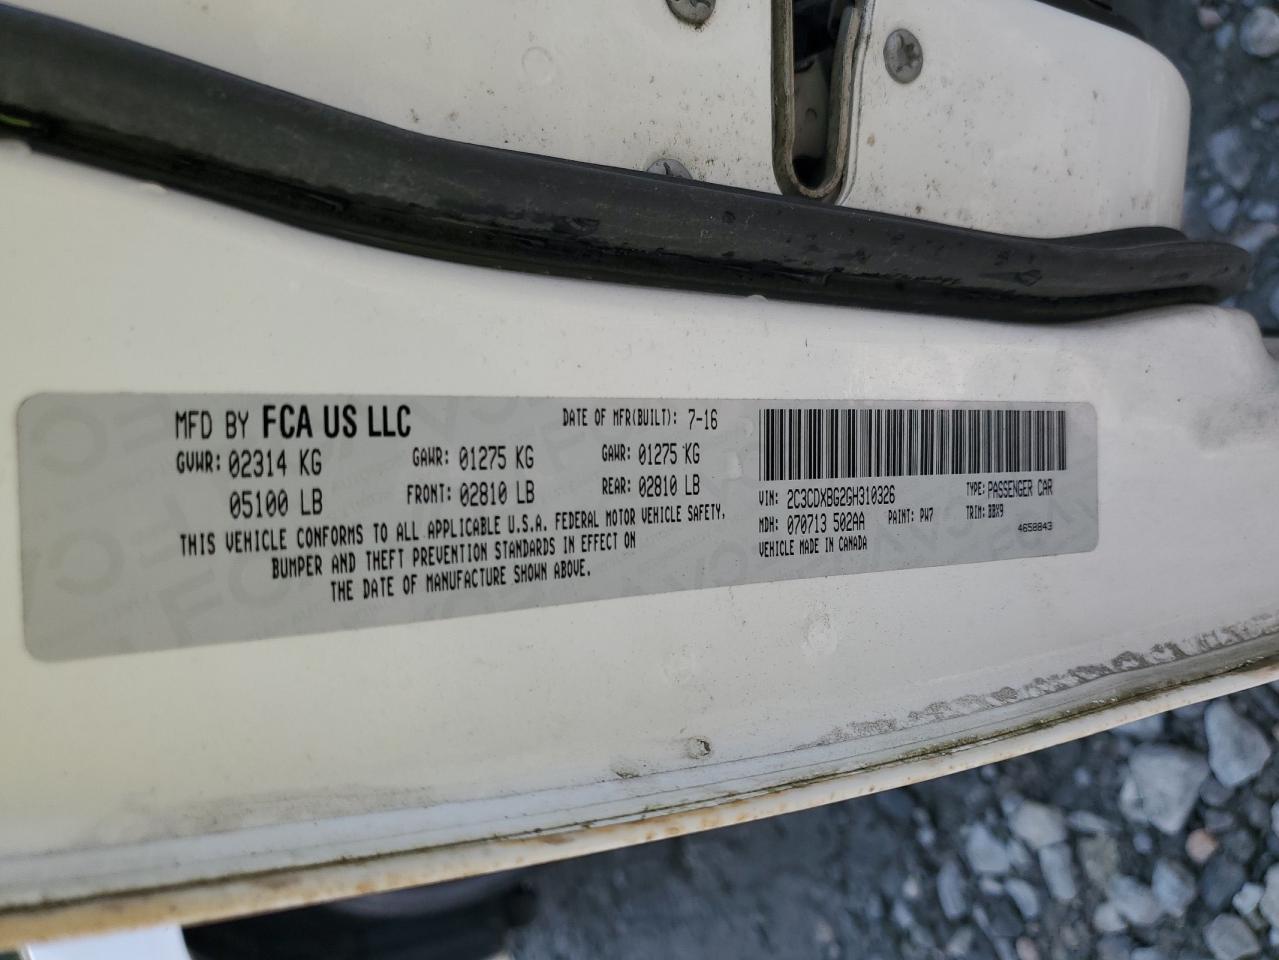 MFD BY FCA US LLC DATE OF MFR(BUILT): 7-16
GVWR: 02314 KG GAWR: 01275 KG GAWR: 01275 KG
05100 LB FRONT: 02810 LB REAR: 02810 LB
THIS VEHICLE CONFORMS TO ALL APPLICABLE U.S.A. FEDERAL MOTOR VEHICLE SAFETY,
BUMPER AND THEFT PREVENTION STANDARDS IN EFFECT ON
THE DATE OF MANUFACTURE SHOWN ABOVE.
VIN: 2C3CDXBG2GH310326 TYPE: PASSENGER CAR
MDH: 070713 502AA PAINT: PW7 TRIM: BBX9
VEHICLE MADE IN CANADA 4658843